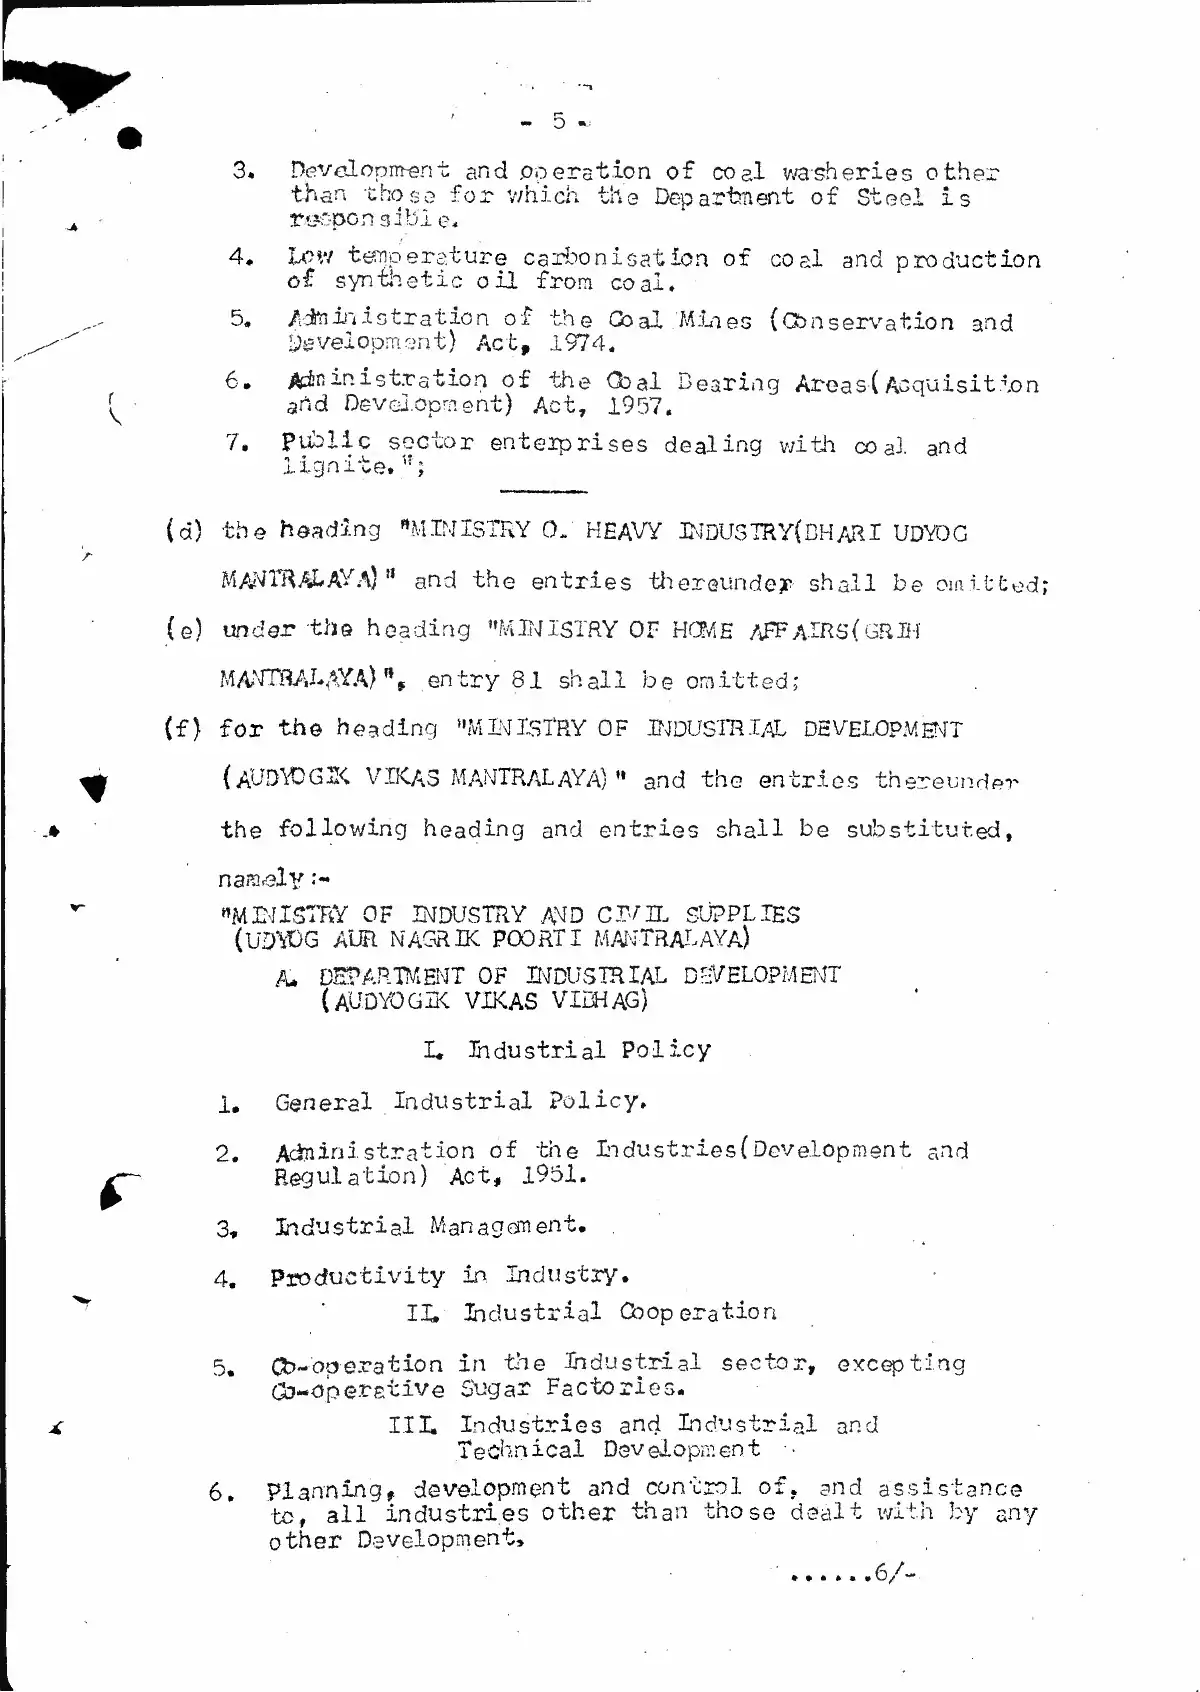 - 5 -
3. Development and operation of coal washeries other
than those for which the Department of Steel is
responsible.
4. Low temperature carbonisation of coal and production
of synthetic oil from coal.
5. Administration of the Coal Mines (Conservation and
Development) Act, 1974.
6. Administration of the Coal Bearing Areas(Acquisition
and Development) Act, 1957.
7. Public sector enterprises dealing with coal and
lignite.";
(d) the heading "MINISTRY O. HEAVY INDUSTRY(BHARI UDYOG
MANTRALAYA)" and the entries thereunder shall be omitted;
(e) under the heading "MINISTRY OF HOME AFFAIRS(GRIH
MANTRALAYA)", entry 81 shall be omitted;
(f) for the heading "MINISTRY OF INDUSTRIAL DEVELOPMENT
(AUDYOGIK VIKAS MANTRALAYA)" and the entries thereunder
the following heading and entries shall be substituted,
namely:-
"MINISTRY OF INDUSTRY AND CIVIL SUPPLIES
(UDYOG AUR NAGRIK POORTI MANTRALAYA)
A. DEPARTMENT OF INDUSTRIAL DEVELOPMENT
(AUDYOGIK VIKAS VIBHAG)
I. Industrial Policy
1. General Industrial Policy.
2. Administration of the Industries(Development and
Regulation) Act, 1951.
3. Industrial Management.
4. Productivity in Industry.
II. Industrial Cooperation
5. Co-operation in the Industrial sector, excepting
Co-operative Sugar Factories.
III. Industries and Industrial and
Technical Development
6. Planning, development and control of, and assistance
to, all industries other than those dealt with by any
other Development.
......6/-